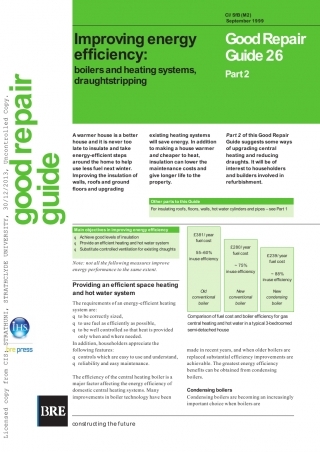 CI SfB (M2)
September 1999
Improving energy
efficiency:
boilers and heating systems,
draughtstripping
Good Repair
Guide 26
Part 2
good repair
guide
Licensed copy from CIS: STRATHUNI, STRATHCLYDE UNIVERSITY, 30/12/2013, Uncontrolled Copy.
A warmer house is a better
house and it is never too
late to insulate and take
energy-efficient steps
around the home to help
use less fuel next winter.
Improving the insulation of
walls, roofs and ground
floors and upgrading
existing heating systems
will save energy. In addition
to making a house warmer
and cheaper to heat,
insulation can lower the
maintenance costs and
give longer life to the
property.
Part 2 of this Good Repair
Guide suggests some ways
of upgrading central
heating and reducing
draughts. It will be of
interest to householders
and builders involved in
refurbishment.
Other parts to this Guide
For insulating roofs, floors, walls, hot water cylinders and pipes – see Part 1
Main objectives in improving efficiency
q Achieve good levels of insulation
q Provide an efficient heating and hot water system
q Substitute controlled ventilation for existing draughts
Note: not all the following measures improve
energy performance to the same extent.
Providing an efficient space heating
and hot water system
The requirements of an energy-efficient heating
system are:
q to be correctly sized,
q to use fuel as efficiently as possible,
q to be well controlled so that heat is provided
only when and where needed.
In addition, householders appreciate the
following features:
q controls which are easy to use and understand,
q reliability and easy maintenance.
The efficiency of the central heating boiler is a
major factor affecting the energy efficiency of
domestic central heating systems. Many
improvements in boiler technology have been
£381/year
fuel cost
55–65%
in-use efficiency
Old
conventional
boiler
~ 75%
in-use efficiency
New
conventional
boiler
fuel cost
in-use efficiency
New
condensing
boiler
Comparison of fuel cost and boiler efficiency for gas
central heating and hot water in a typical 3-bedroomed
semi-detached house
made in recent years, and when older boilers are
replaced substantial efficiency improvements are
achievable. The greatest energy efficiency
benefits can be obtained from condensing
boilers.
Condensing boilers
Condensing boilers are becoming an increasingly
important choice when boilers are
IHS
press
BRE
constructing the future